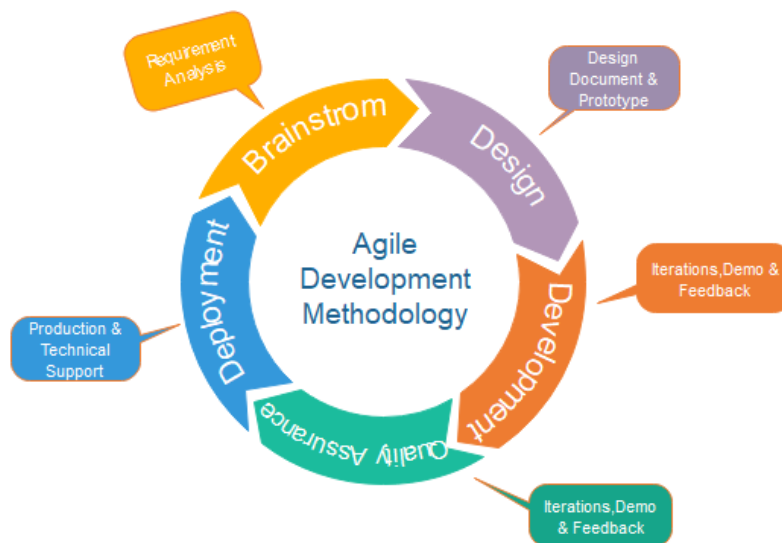 Requirement
Analysis
Brainstrom
Design
Document &
Prototype
Design
Agile
Development
Methodology
Iterations,Demo &
Feedback
Development
Production &
Technical
Support
Deployment
Quality Assurance
Iterations,Demo
& Feedback